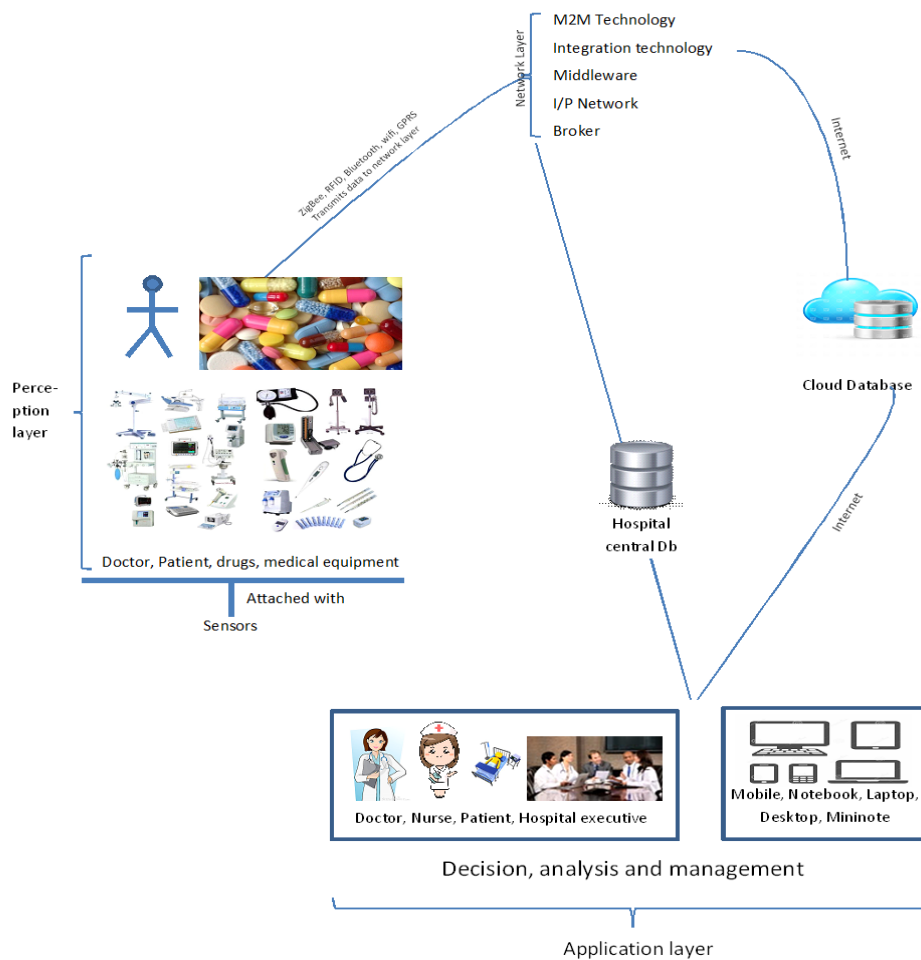 M2M Technology
Integration technology
Middleware
I/P Network
Broker
Network Layer
Internet
ZigBee, RFID, Bluetooth, wifi, GPRS
Transmits data to network layer
Perce-
ption
layer
Cloud Database
Hospital
central Db
Internet
Doctor, Patient, drugs, medical equipment
Attached with
Sensors
Doctor, Nurse, Patient, Hospital executive
Mobile, Notebook, Laptop,
Desktop, Mininote
Decision, analysis and management
Application layer